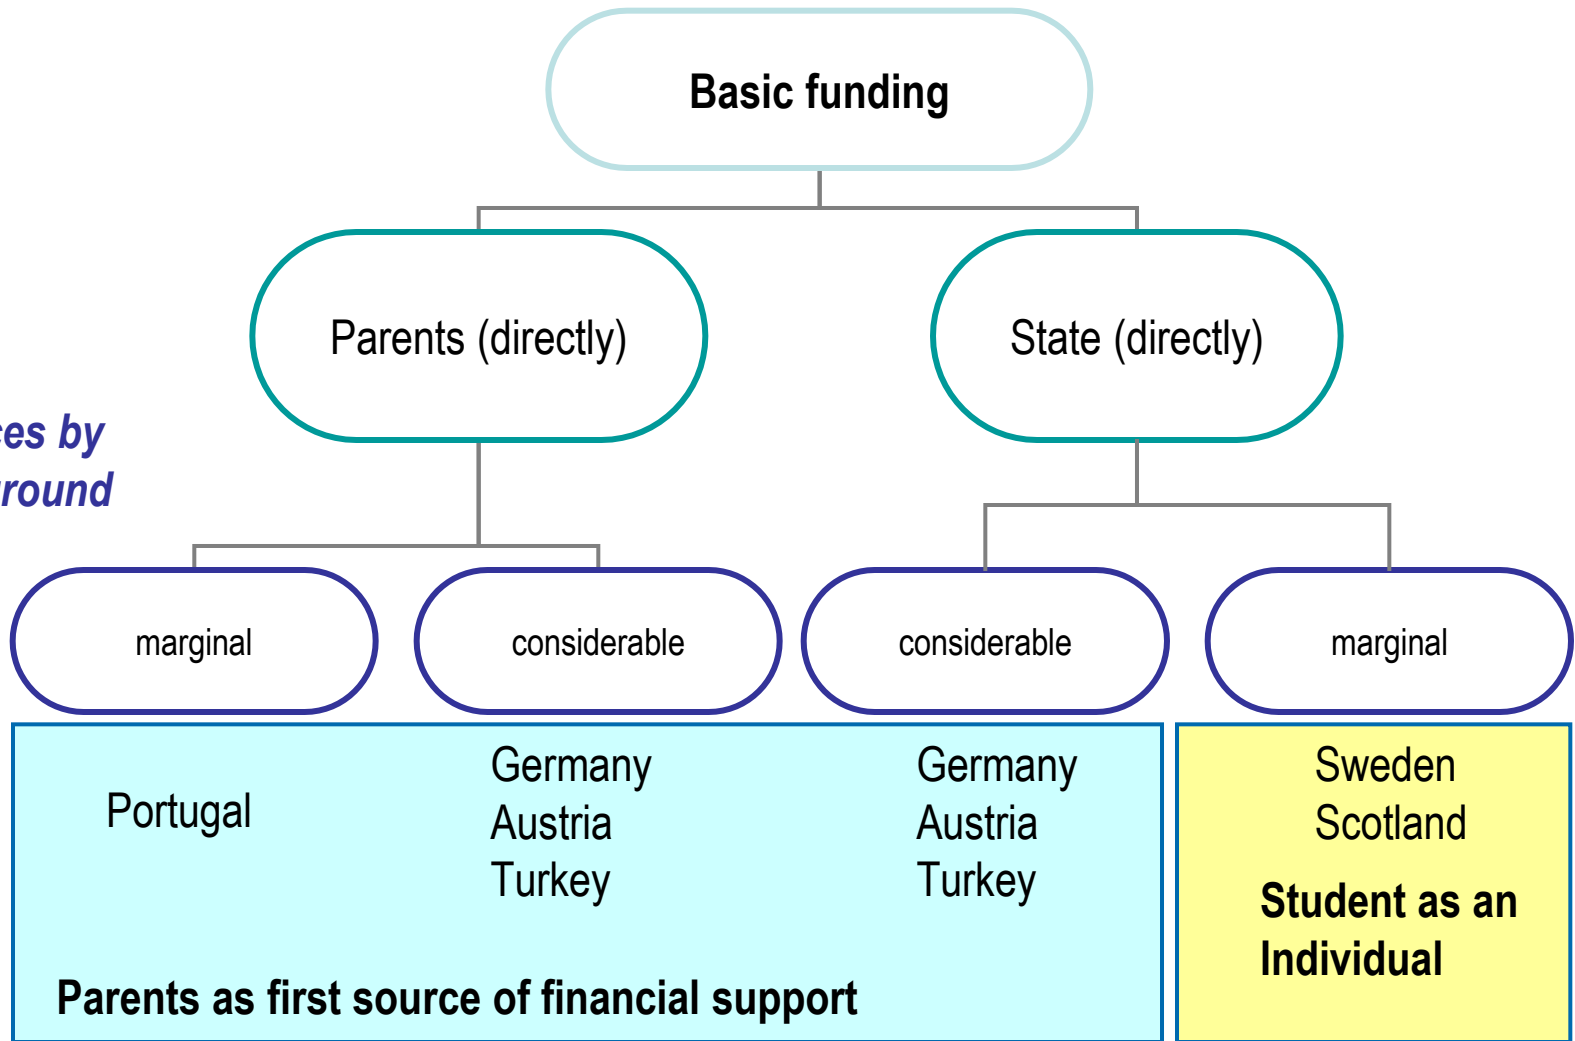 Basic funding
Parents (directly)
State (directly)
by
marginal
considerable
considerable
marginal
Portugal
Germany
Austria
Turkey
Germany
Austria
Turkey
Sweden
Scotland
Student as an
Individual
Parents as first source of financial support